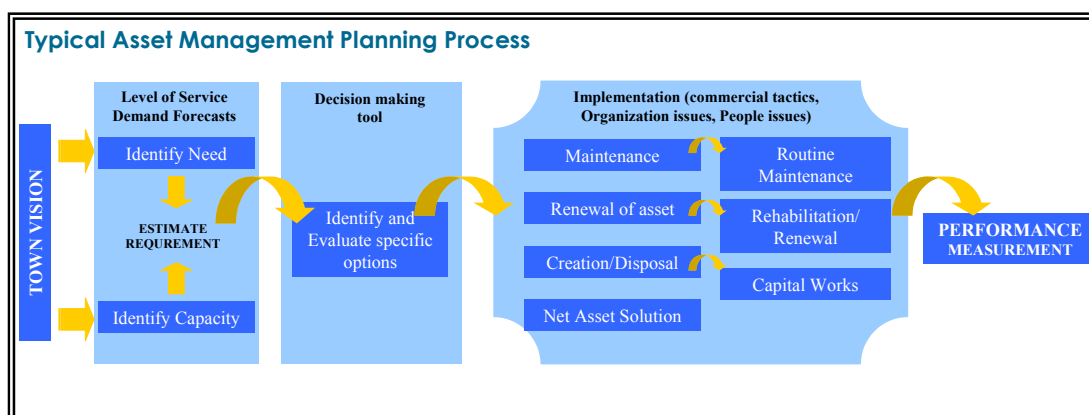 Typical Asset Management Planning Process
TOWN VISION
Level of Service
Demand Forecasts
Identify Need
ESTIMATE
REQUREMENT
Identify Capacity
Decision making
tool
Identify and
Evaluate specific
options
Implementation (commercial tactics,
Organization issues, People issues)
Maintenance
Renewal of asset
Creation/Disposal
Net Asset Solution
Routine
Maintenance
Rehabilitation/
Renewal
Capital Works
PERFORMANCE
MEASUREMENT